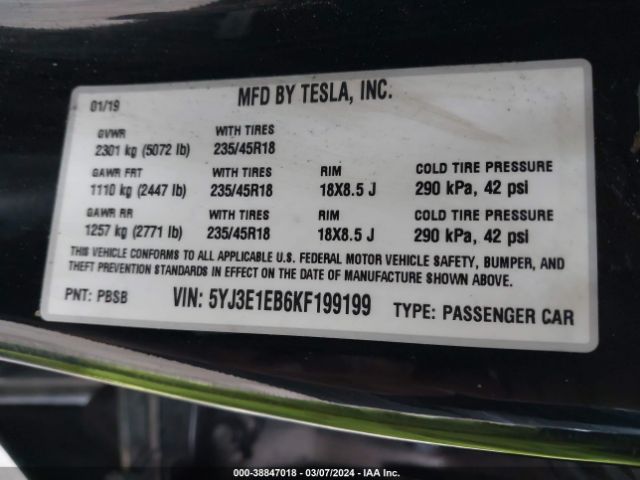 01/19 MFD BY TESLA, INC.
GVWR WITH TIRES
2301 kg (5072 lb) 235/45R18
GAWR FRT WITH TIRES RIM COLD TIRE PRESSURE
1110 kg (2447 lb) 235/45R18 18X8.5 J 290 kPa, 42 psi
GAWR RR WITH TIRES RIM COLD TIRE PRESSURE
1257 kg (2771 lb) 235/45R18 18X8.5 J 290 kPa, 42 psi
THIS VEHICLE CONFORMS TO ALL APPLICABLE U.S. FEDERAL MOTOR VEHICLE SAFETY, BUMPER, AND
THEFT PREVENTION STANDARDS IN EFFECT ON THE DATE OF MANUFACTURE SHOWN ABOVE.
PNT: PBSB VIN: 5YJ3E1EB6KF199199 TYPE: PASSENGER CAR
000-38847018 - 03/07/2024 - IAA Inc.